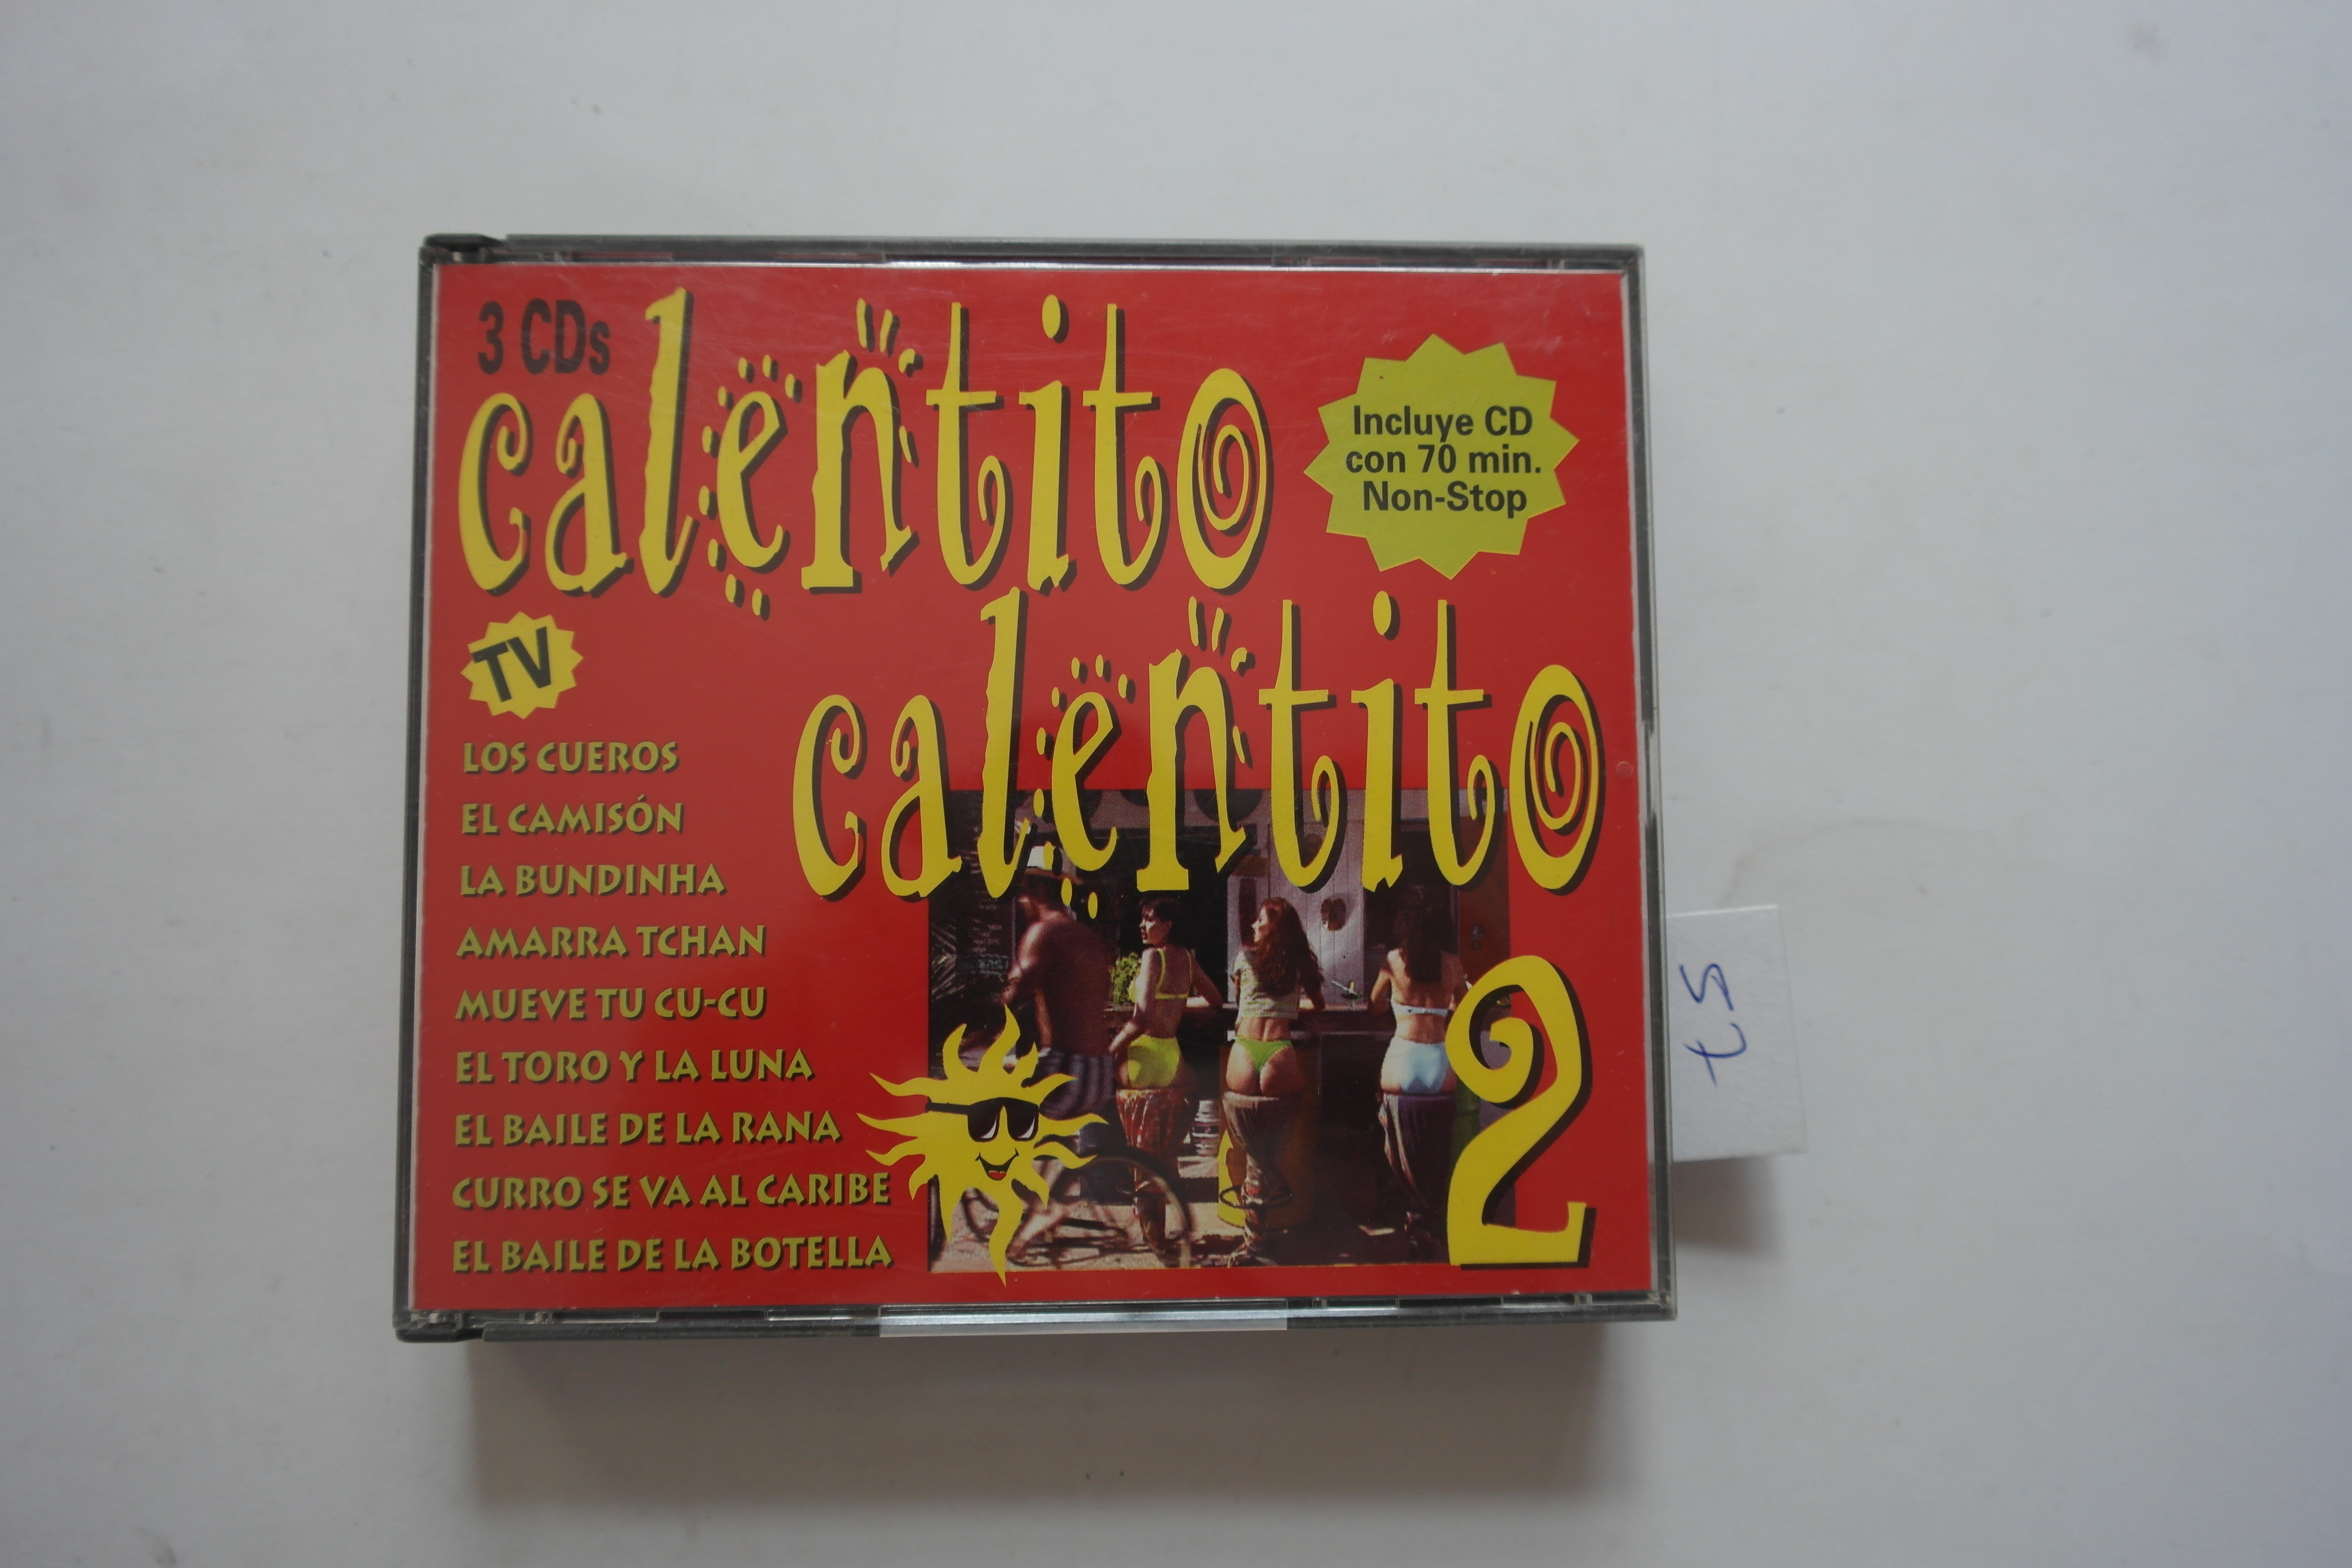 3 CDs
calentito
Incluye CD
con 70 min.
Non-Stop
calentito
2
TV
LOS CUEROS
EL CAMISÓN
LA BUNDINHA
AMARRA TCHAN
MUEVE TU CU-CU
EL TORO Y LA LUNA
EL BAILE DE LA RANA
CURRO SE VA AL CARIBE
EL BAILE DE LA BOTELLA